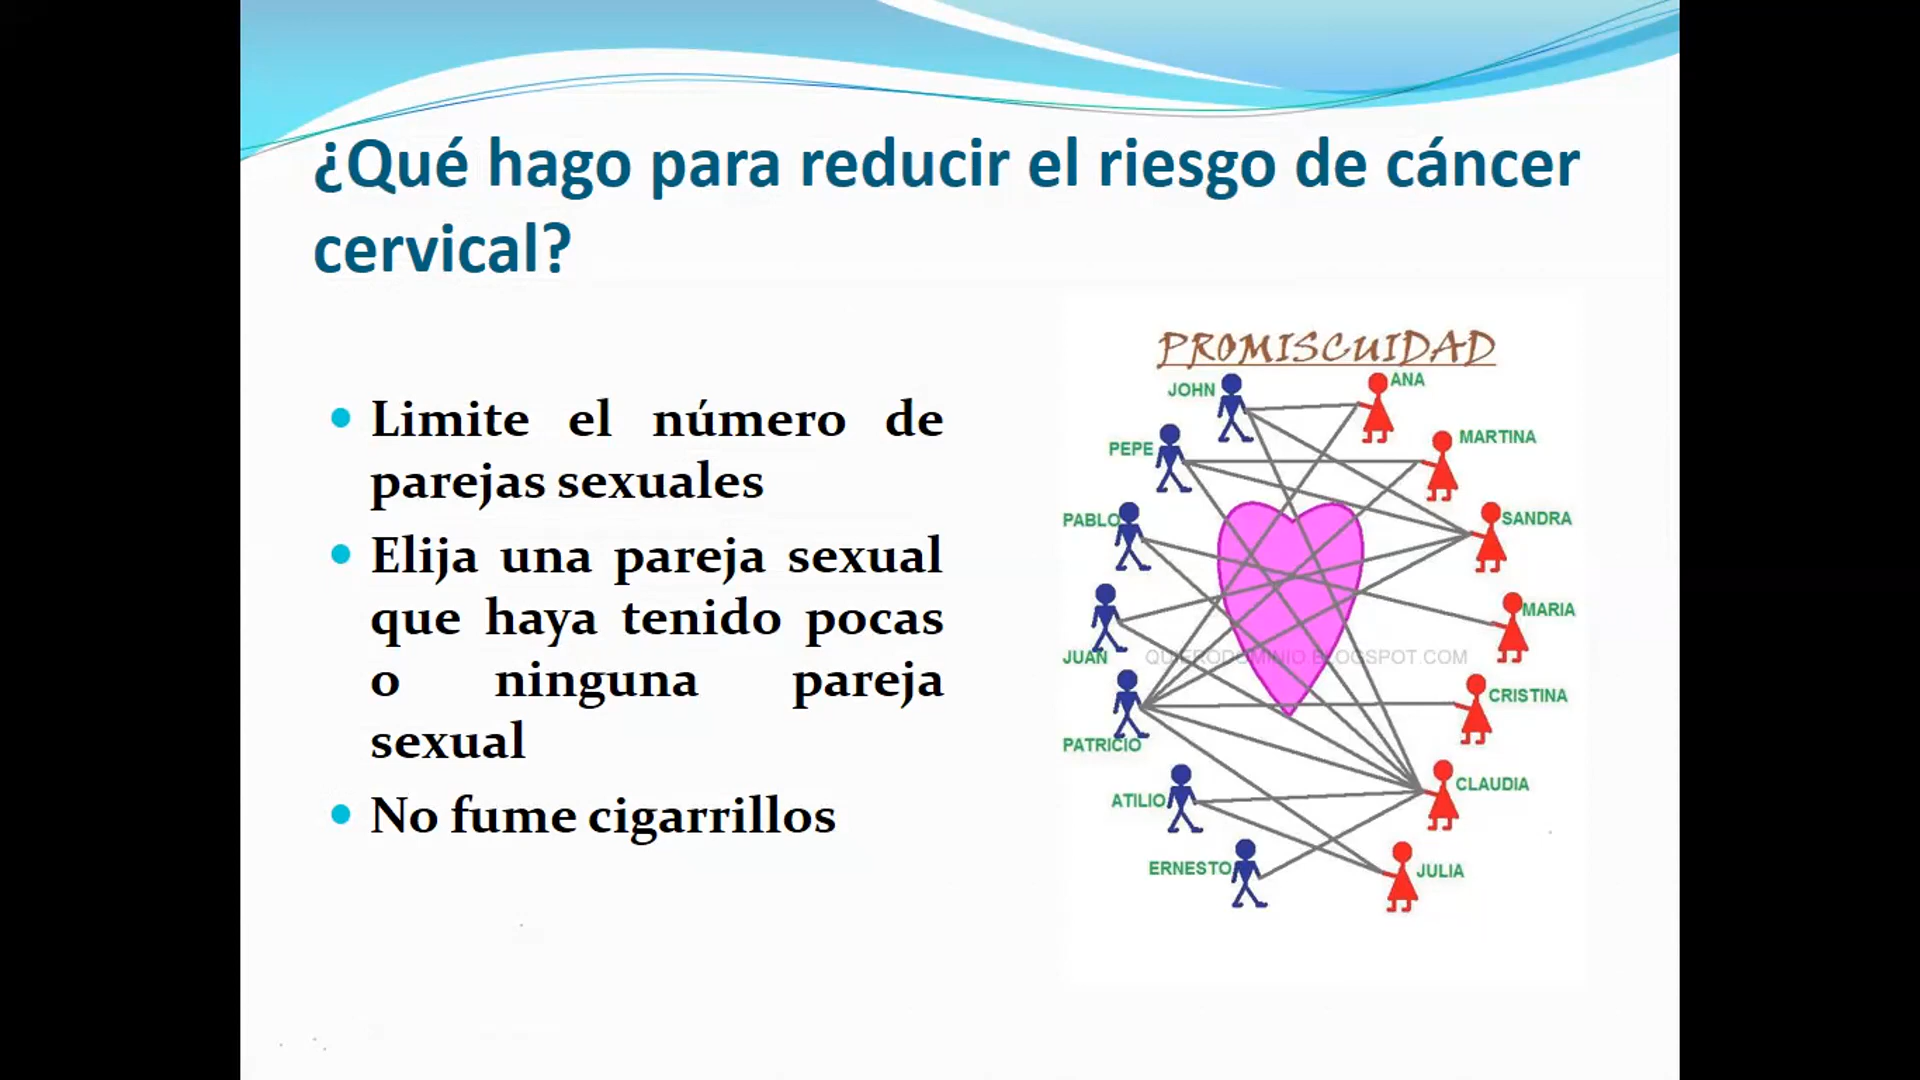 ¿Qué hago para reducir el riesgo de cáncer
cervical?
Limite el número de
parejas sexuales
Elija una pareja sexual
que haya tenido pocas
o ninguna pareja
sexual
No fume cigarrillos
PROMISCUIDAD
JOHN
ANA
PEPE
MARTINA
PABLO
SANDRA
MARIA
JUAN
QUIERODOMINIO.BLOGSPOT.COM
CRISTINA
PATRICIO
CLAUDIA
ATILIO
ERNESTO
JULIA